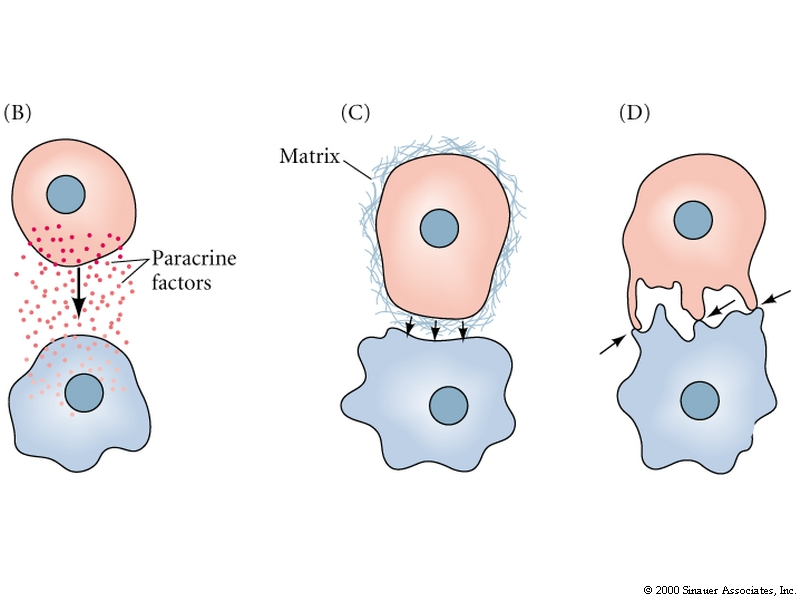 (B)
(C)
(D)
Matrix
Paracrine
factors
© 2000 Sinauer Associates, Inc.